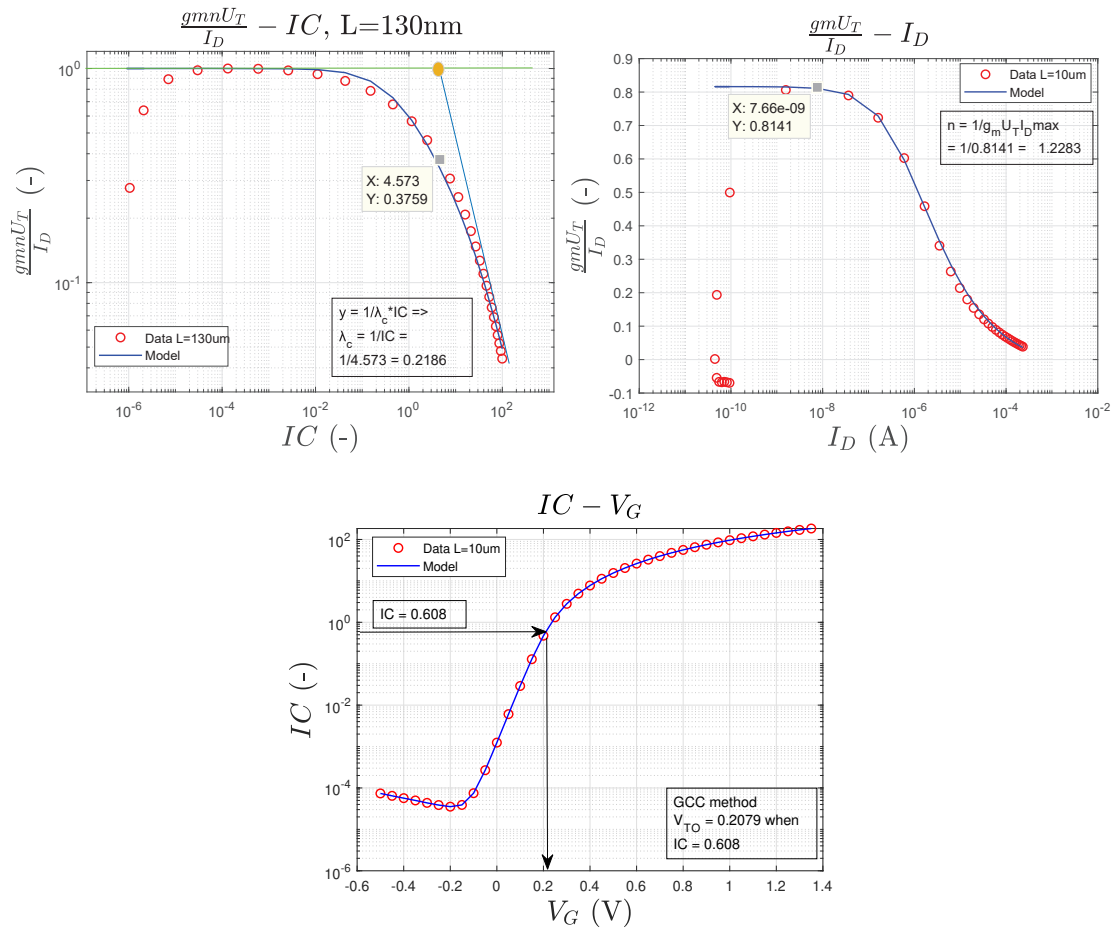 gmnU_T/I_D − IC, L=130nm
10^0
10^-1
gmnU_T/I_D (-)
X: 4.573
Y: 0.3759
y = 1/λ_c*IC =>
λ_c = 1/IC =
1/4.573 = 0.2186
Data L=130um
Model
10^-6
10^-4
10^-2
10^0
10^2
IC (-)
gmU_T/I_D − I_D
0.9
0.8
0.7
0.6
0.5
0.4
0.3
0.2
0.1
0
-0.1
gmU_T/I_D (-)
Data L=10um
Model
X: 7.66e-09
Y: 0.8141
n = 1/g_mU_TI_Dmax
= 1/0.8141 = 1.2283
10^-12
10^-10
10^-8
10^-6
10^-4
10^-2
I_D (A)
IC − V_G
10^2
10^0
10^-2
10^-4
10^-6
IC (-)
Data L=10um
Model
IC = 0.608
GCC method
V_TO = 0.2079 when
IC = 0.608
-0.6
-0.4
-0.2
0
0.2
0.4
0.6
0.8
1
1.2
1.4
V_G (V)